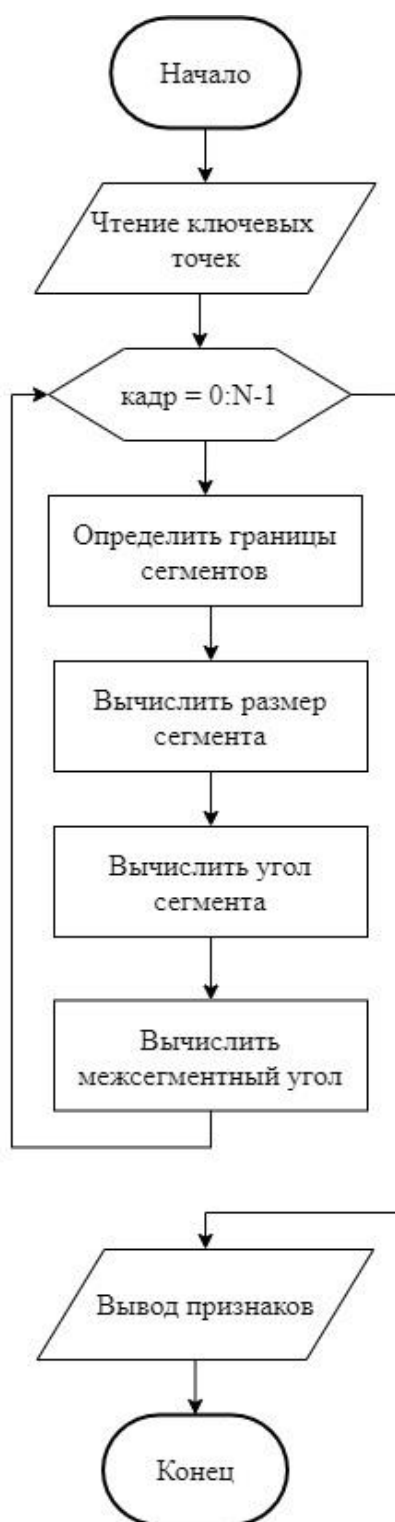 Начало
Чтение ключевых
точек
кадр = 0:N-1
Определить границы
сегментов
Вычислить размер
сегмента
Вычислить угол
сегмента
Вычислить
межсегментный угол
Вывод признаков
Конец